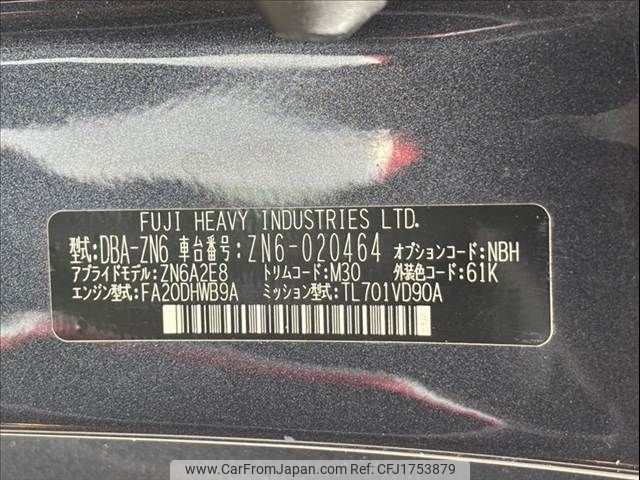 FUJI HEAVY INDUSTRIES LTD.
型式:DBA-ZN6 車台番号:ZN6-020464 オプションコード:NBH
アプライドモデル:ZN6A2E8 トリムコード:M30 外装色コード:61K
エンジン型式:FA20DHWB9A ミッション型式:TL701VD90A
www.CarFromJapan.com | Car Ref No: CFJ1753879